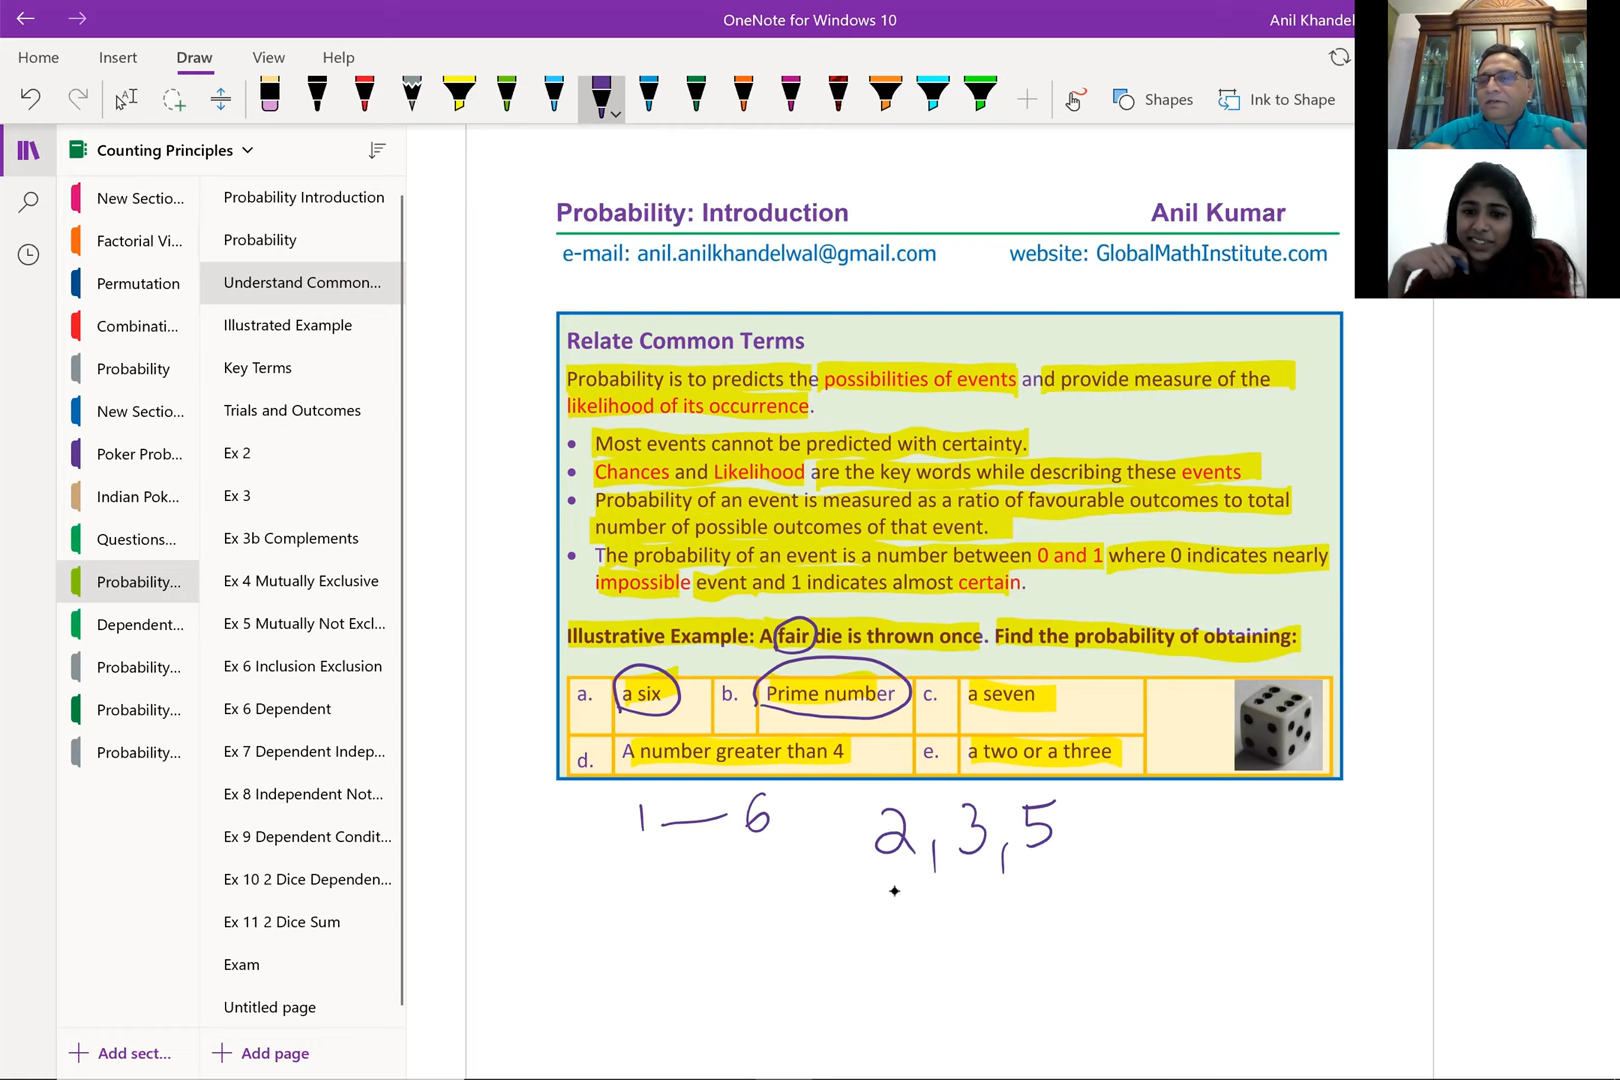 OneNote for Windows 10
Anil Khandel
Home Insert Draw View Help
Shapes
Ink to Shape
Counting Principles
New Sectio...
Factorial Vi...
Permutation
Combinati...
Probability
New Sectio...
Poker Prob...
Indian Pok...
Questions...
Probability...
Dependent...
Probability...
Probability...
Probability...
Add sect...
Probability Introduction
Probability
Understand Common...
Illustrated Example
Key Terms
Trials and Outcomes
Ex 2
Ex 3
Ex 3b Complements
Ex 4 Mutually Exclusive
Ex 5 Mutually Not Excl...
Ex 6 Inclusion Exclusion
Ex 6 Dependent
Ex 7 Dependent Indep...
Ex 8 Independent Not...
Ex 9 Dependent Condit...
Ex 10 2 Dice Dependen...
Ex 11 2 Dice Sum
Exam
Untitled page
Add page
Probability: Introduction Anil Kumar
e-mail: anil.anilkhandelwal@gmail.com website: GlobalMathInstitute.com
Relate Common Terms
Probability is to predicts the possibilities of events and provide measure of the
likelihood of its occurrence.
• Most events cannot be predicted with certainty.
• Chances and Likelihood are the key words while describing these events
• Probability of an event is measured as a ratio of favourable outcomes to total
number of possible outcomes of that event.
• The probability of an event is a number between 0 and 1 where 0 indicates nearly
impossible event and 1 indicates almost certain.
Illustrative Example: A fair die is thrown once. Find the probability of obtaining:
a. a six b. Prime number c. a seven
d. A number greater than 4 e. a two or a three
1 — 6 2, 3, 5